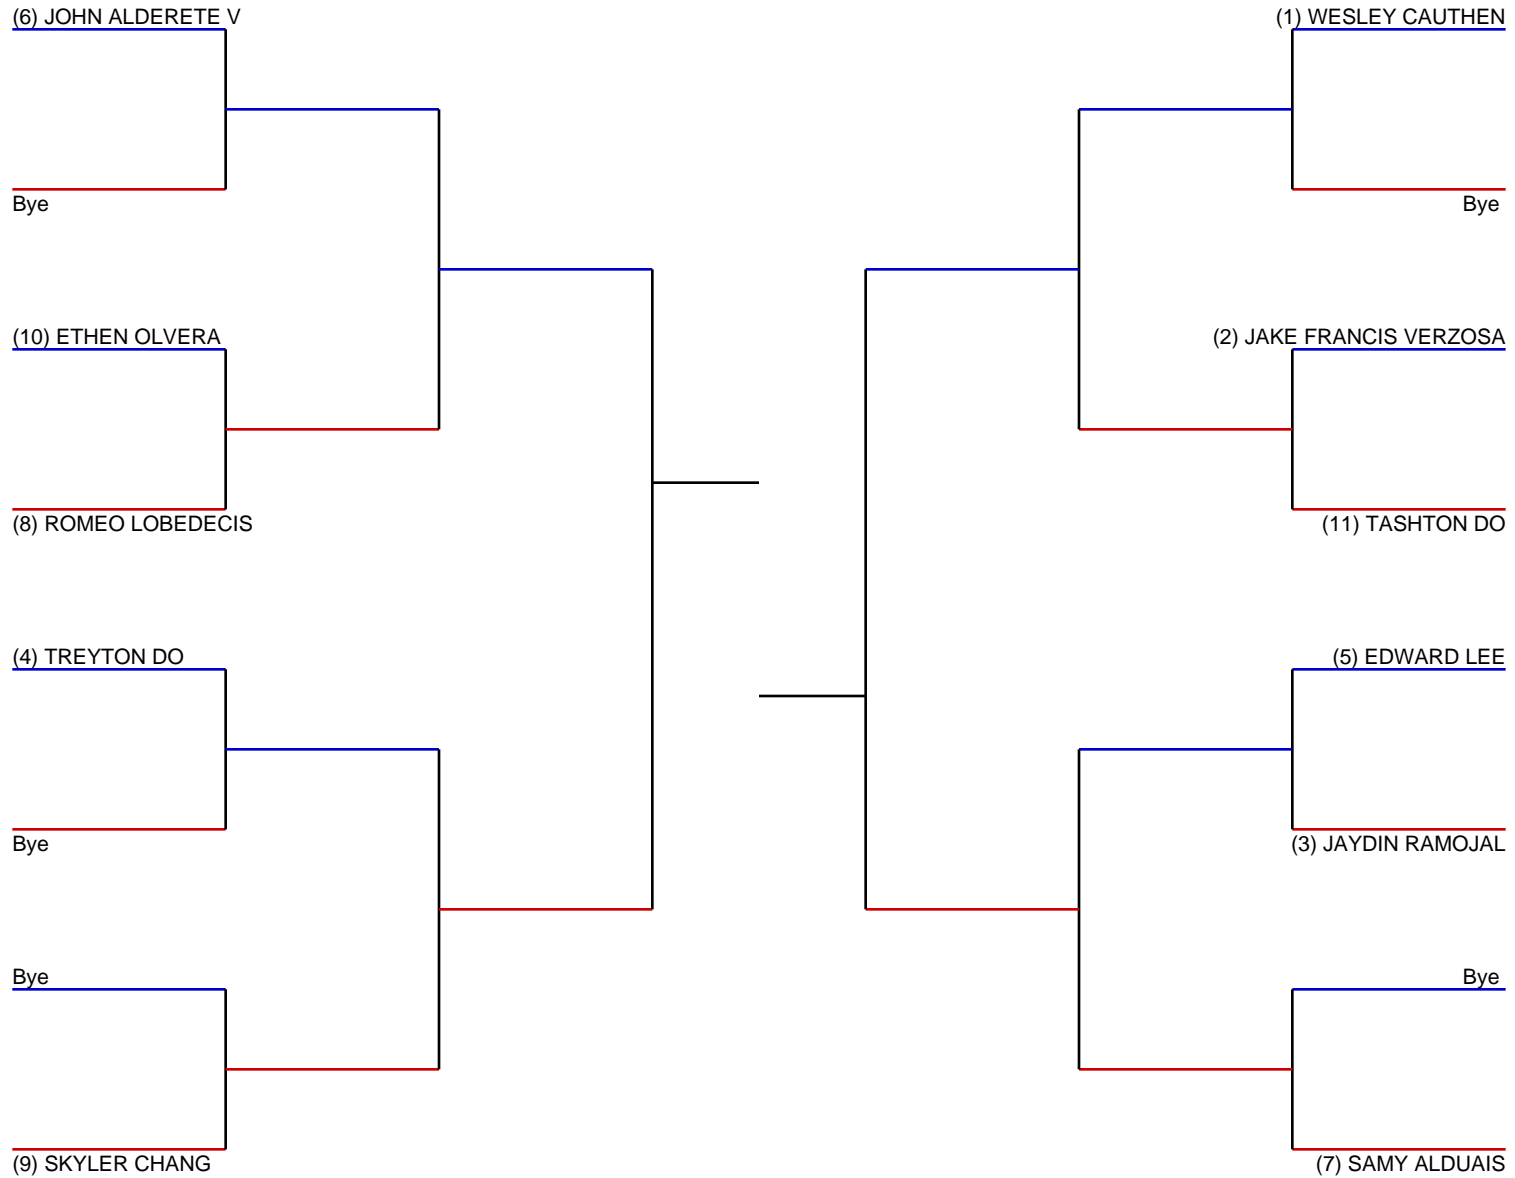 (6) JOHN ALDERETE V
Bye
(10) ETHEN OLVERA
(8) ROMEO LOBEDECIS
(4) TREYTON DO
Bye
Bye
(9) SKYLER CHANG
(1) WESLEY CAUTHEN
Bye
(2) JAKE FRANCIS VERZOSA
(11) TASHTON DO
(5) EDWARD LEE
(3) JAYDIN RAMOJAL
Bye
(7) SAMY ALDUAIS